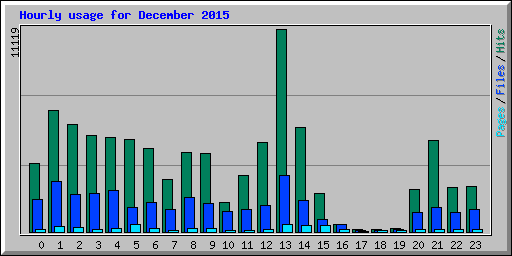 Hourly usage for December 2015
11119
Pages/Files/Hits
0 1 2 3 4 5 6 7 8 9 10 11 12 13 14 15 16 17 18 19 20 21 22 23